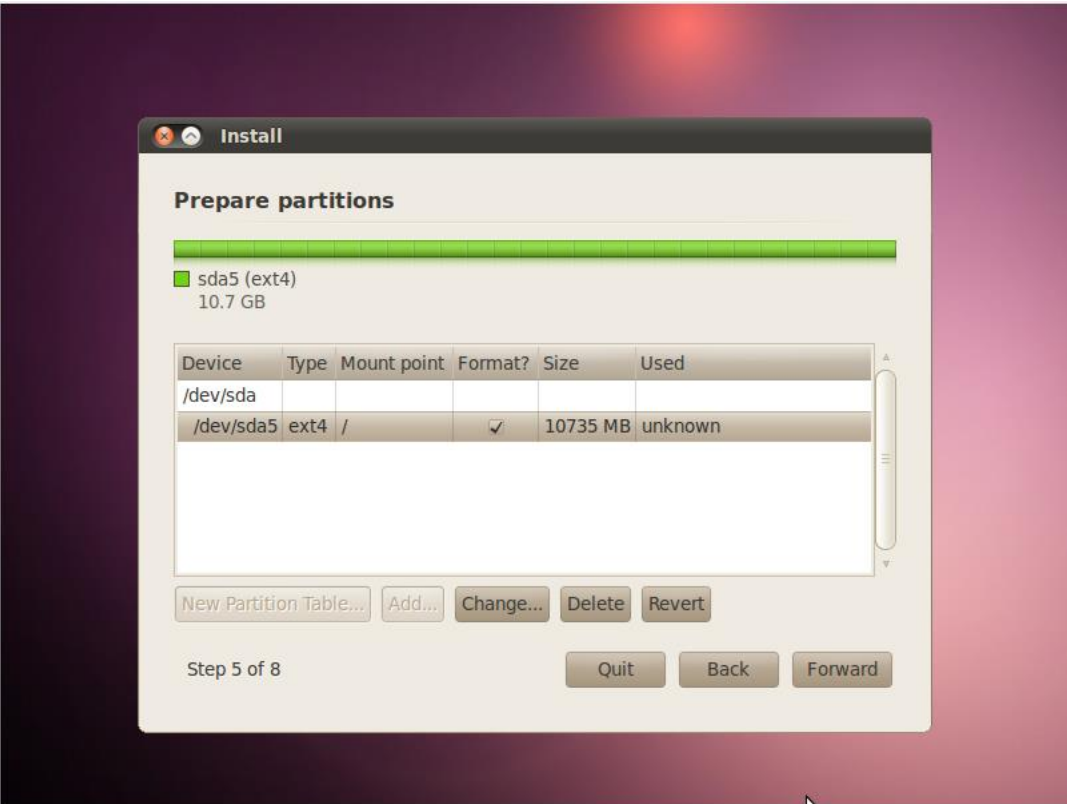 Install
Prepare partitions
sda5 (ext4)
10.7 GB
Device Type Mount point Format? Size Used
/dev/sda
/dev/sda5 ext4 / 10735 MB unknown
New Partition Table... Add... Change... Delete Revert
Step 5 of 8 Quit Back Forward